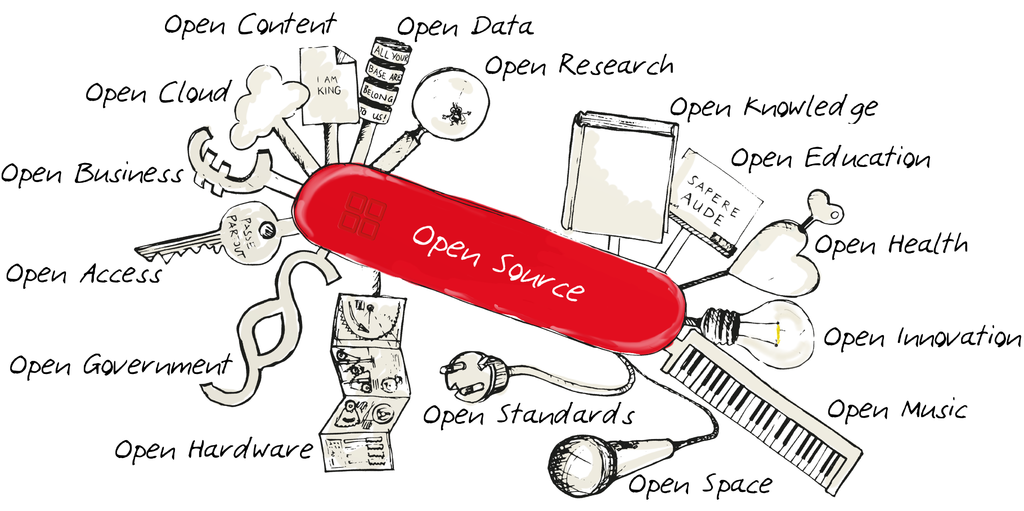 Open Content
Open Data
ALL YOUR
BASE ARE
BELONG
TO US!
I AM
KING
Open Research
Open Cloud
Open Knowledge
Open Education
SAPERE
AUDE
Open Business
PASSE
PARTOUT
Open Access
Open Source
Open Health
Open Innovation
Open Government
Open Music
Open Standards
Open Hardware
Open Space